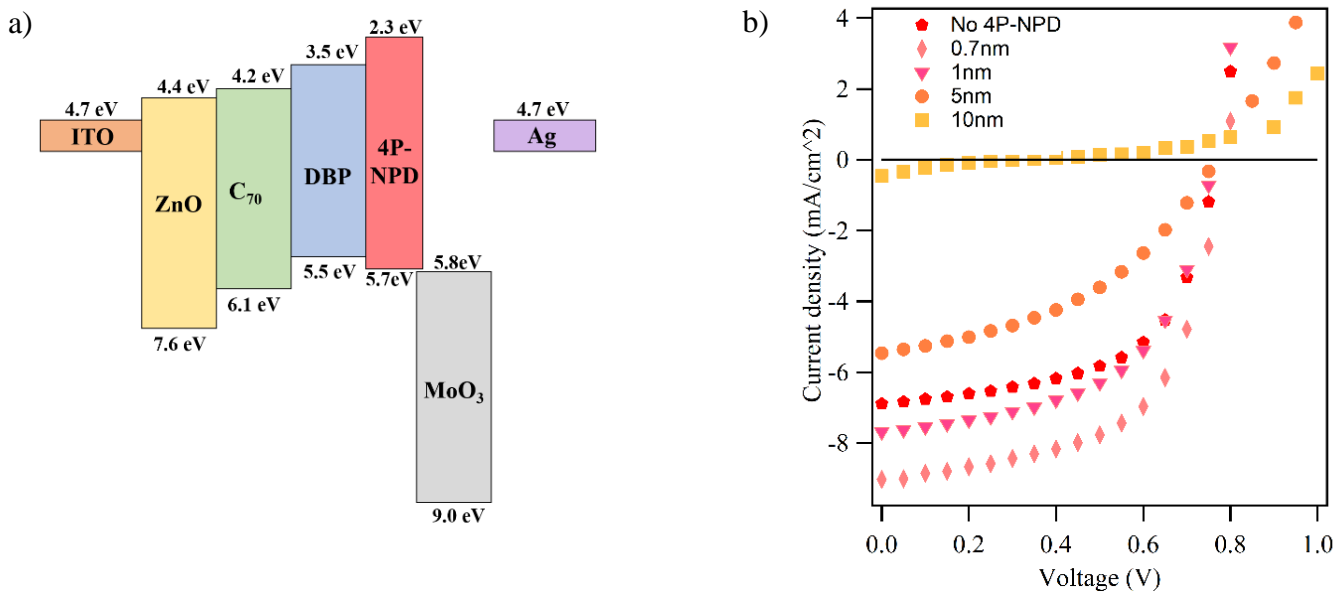 a)
2.3 eV
3.5 eV
4.2 eV
4.4 eV
4.7 eV
4.7 eV
ITO
Ag
4P-
NPD
DBP
C70
ZnO
5.5 eV
5.7eV
5.8eV
6.1 eV
7.6 eV
MoO3
9.0 eV
b)
No 4P-NPD
0.7nm
1nm
5nm
10nm
4
2
0
-2
-4
-6
-8
Current density (mA/cm^2)
0.0 0.2 0.4 0.6 0.8 1.0
Voltage (V)